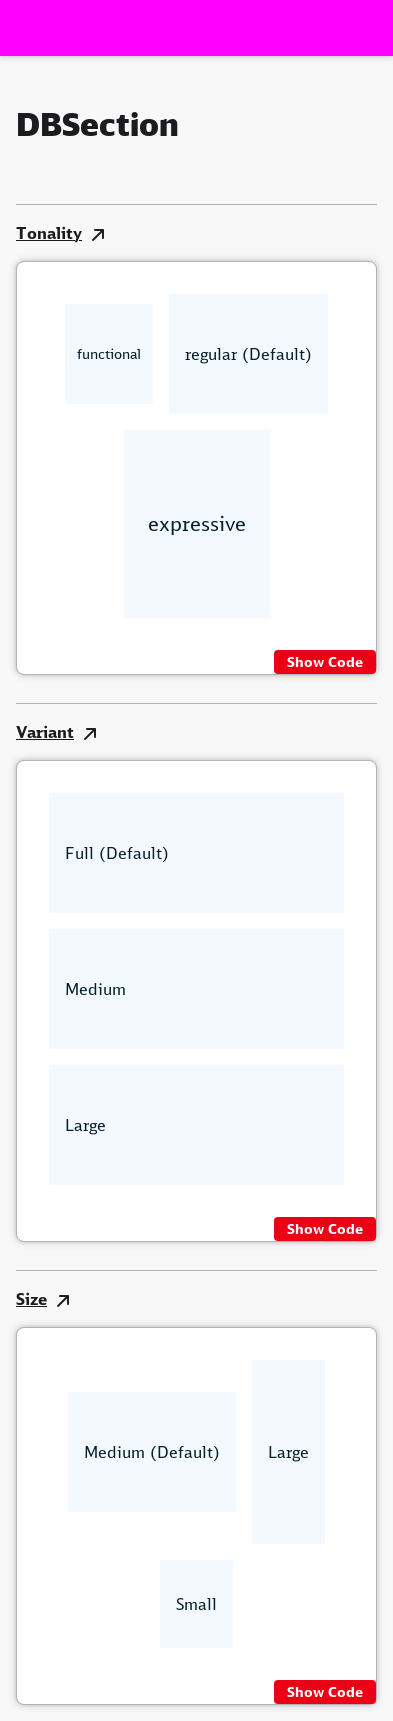 DBSection
Tonality
functional
regular (Default)
expressive
Show Code
Variant
Full (Default)
Medium
Large
Show Code
Size
Medium (Default)
Large
Small
Show Code